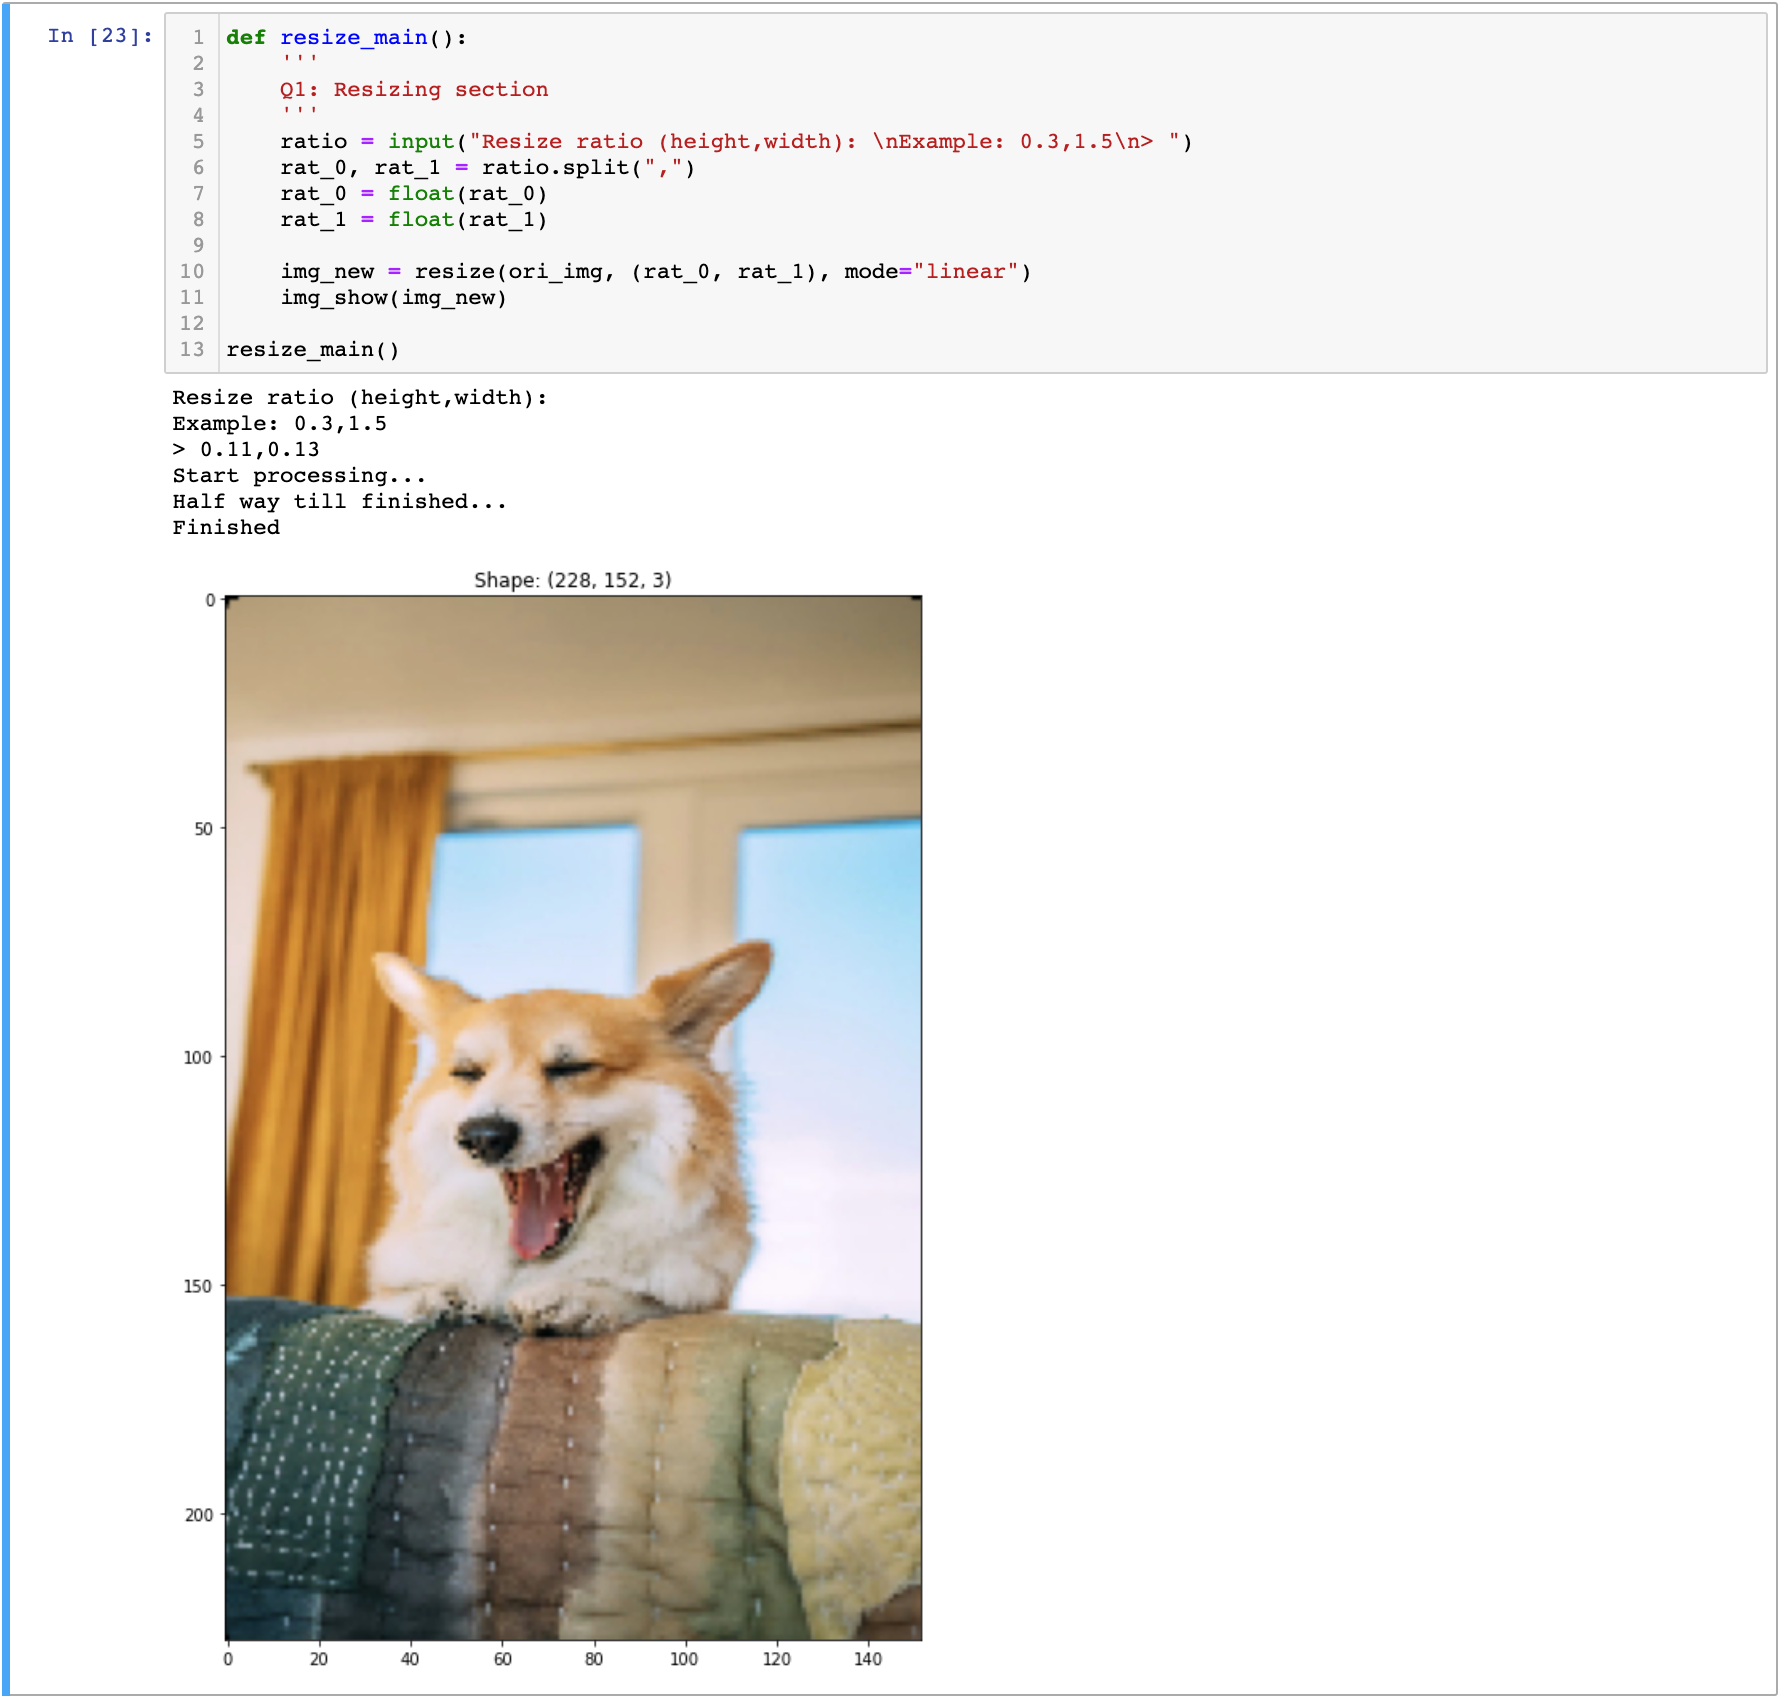 In [23]:
1 def resize_main():
2     '''
3     Q1: Resizing section
4     '''
5     ratio = input("Resize ratio (height,width): \nExample: 0.3,1.5\n> ")
6     rat_0, rat_1 = ratio.split(",")
7     rat_0 = float(rat_0)
8     rat_1 = float(rat_1)
9
10     img_new = resize(ori_img, (rat_0, rat_1), mode="linear")
11     img_show(img_new)
12
13 resize_main()
Resize ratio (height,width):
Example: 0.3,1.5
> 0.11,0.13
Start processing...
Half way till finished...
Finished
Shape: (228, 152, 3)
0
50
100
150
200
0 20 40 60 80 100 120 140